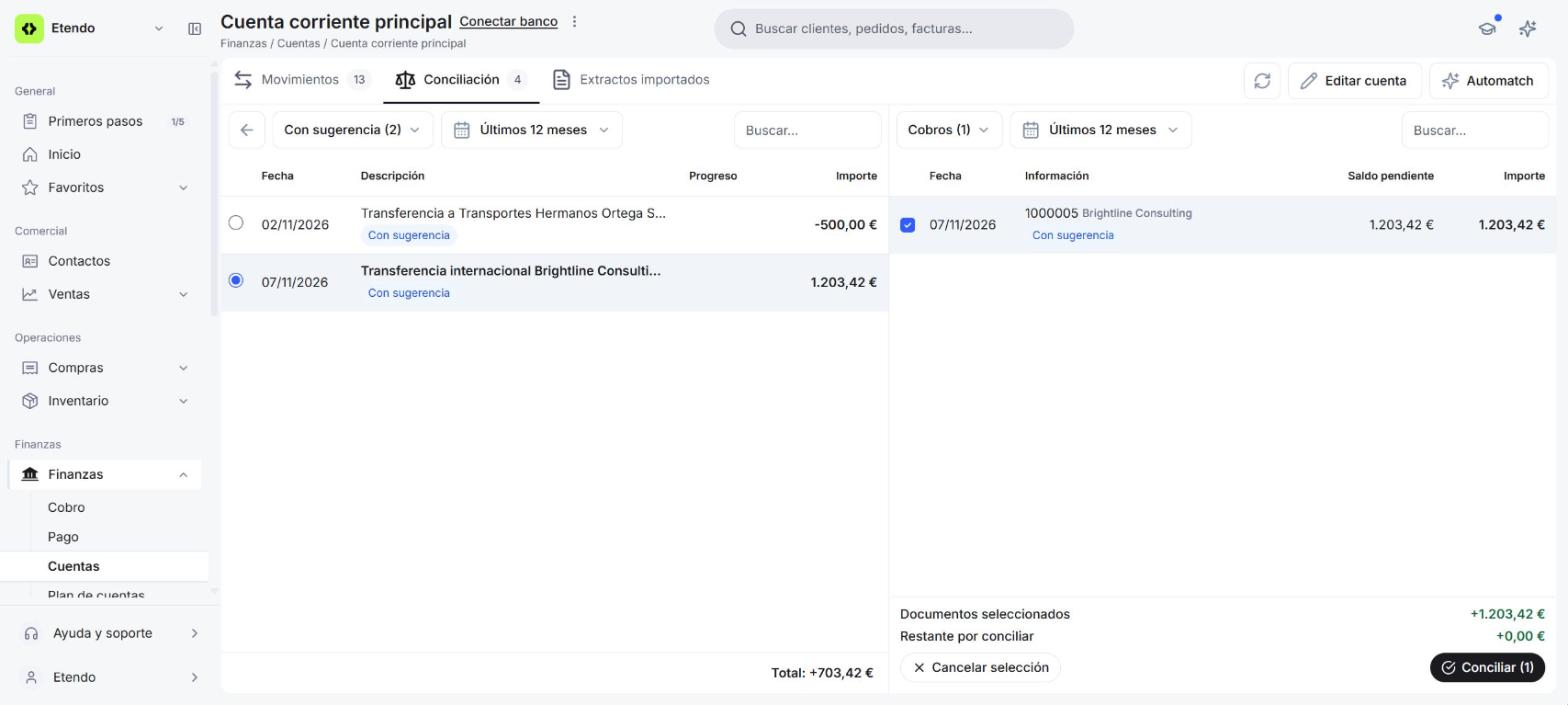 Etendo
Cuenta corriente principal Conectar banco
Finanzas / Cuentas / Cuenta corriente principal
Buscar clientes, pedidos, facturas...
General
Primeros pasos 1/5
Inicio
Favoritos
Comercial
Contactos
Ventas
Operaciones
Compras
Inventario
Finanzas
Finanzas
Cobro
Pago
Cuentas
Plan de cuentas
Ayuda y soporte
Etendo
Movimientos 13 Conciliación 4 Extractos importados
Editar cuenta Automatch
Con sugerencia (2) Últimos 12 meses Buscar...
Fecha Descripción Progreso Importe
02/11/2026 Transferencia a Transportes Hermanos Ortega S... -500,00 €
Con sugerencia
07/11/2026 Transferencia internacional Brightline Consulti... 1.203,42 €
Con sugerencia
Total: +703,42 €
Cobros (1) Últimos 12 meses Buscar...
Fecha Información Saldo pendiente Importe
07/11/2026 1000005 Brightline Consulting 1.203,42 € 1.203,42 €
Con sugerencia
Documentos seleccionados +1.203,42 €
Restante por conciliar +0,00 €
Cancelar selección Conciliar (1)